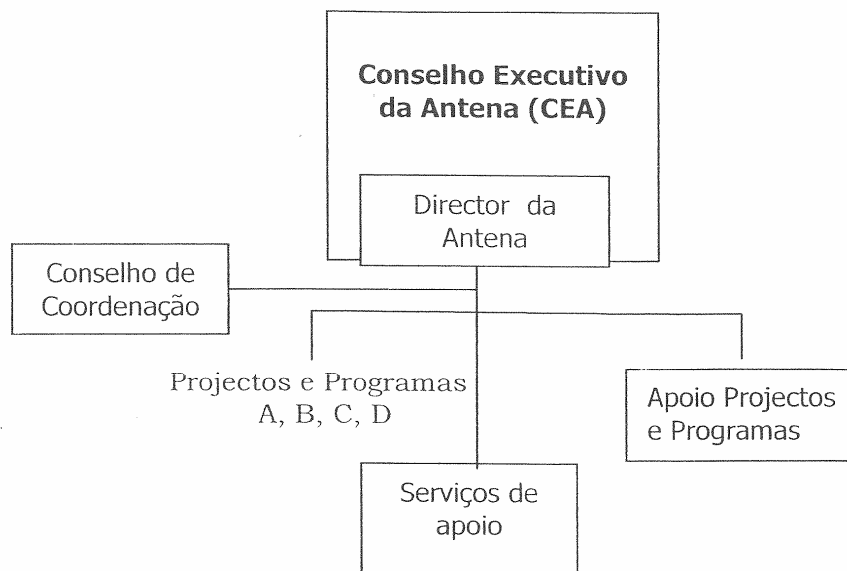 Conselho Executivo
da Antena (CEA)
Director da
Antena
Conselho de
Coordenação
Projectos e Programas
A, B, C, D
Apoio Projectos
e Programas
Serviços de
apoio